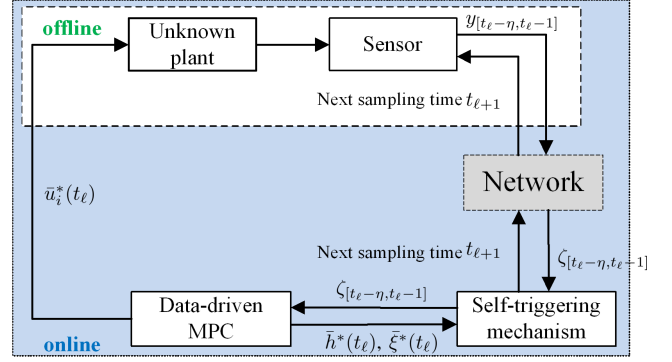 offline
Unknown
plant
Sensor
y_{[t_ℓ−η,t_ℓ−1]}
Next sampling time t_{ℓ+1}
ū_i^*(t_ℓ)
Network
Next sampling time t_{ℓ+1}
ζ_{[t_ℓ−η,t_ℓ−1]}
ζ_{[t_ℓ−η,t_ℓ−1]}
Data-driven
MPC
Self-triggering
mechanism
h̄^*(t_ℓ), ξ̄^*(t_ℓ)
online